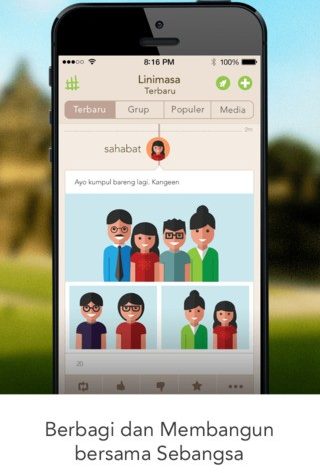 8:16 PM
100%
Linimasa
Terbaru
Terbaru
Grup
Populer
Media
2m
sahabat
Ayo kumpul bareng lagi. Kangeen
20
Berbagi dan Membangun
bersama Sebangsa